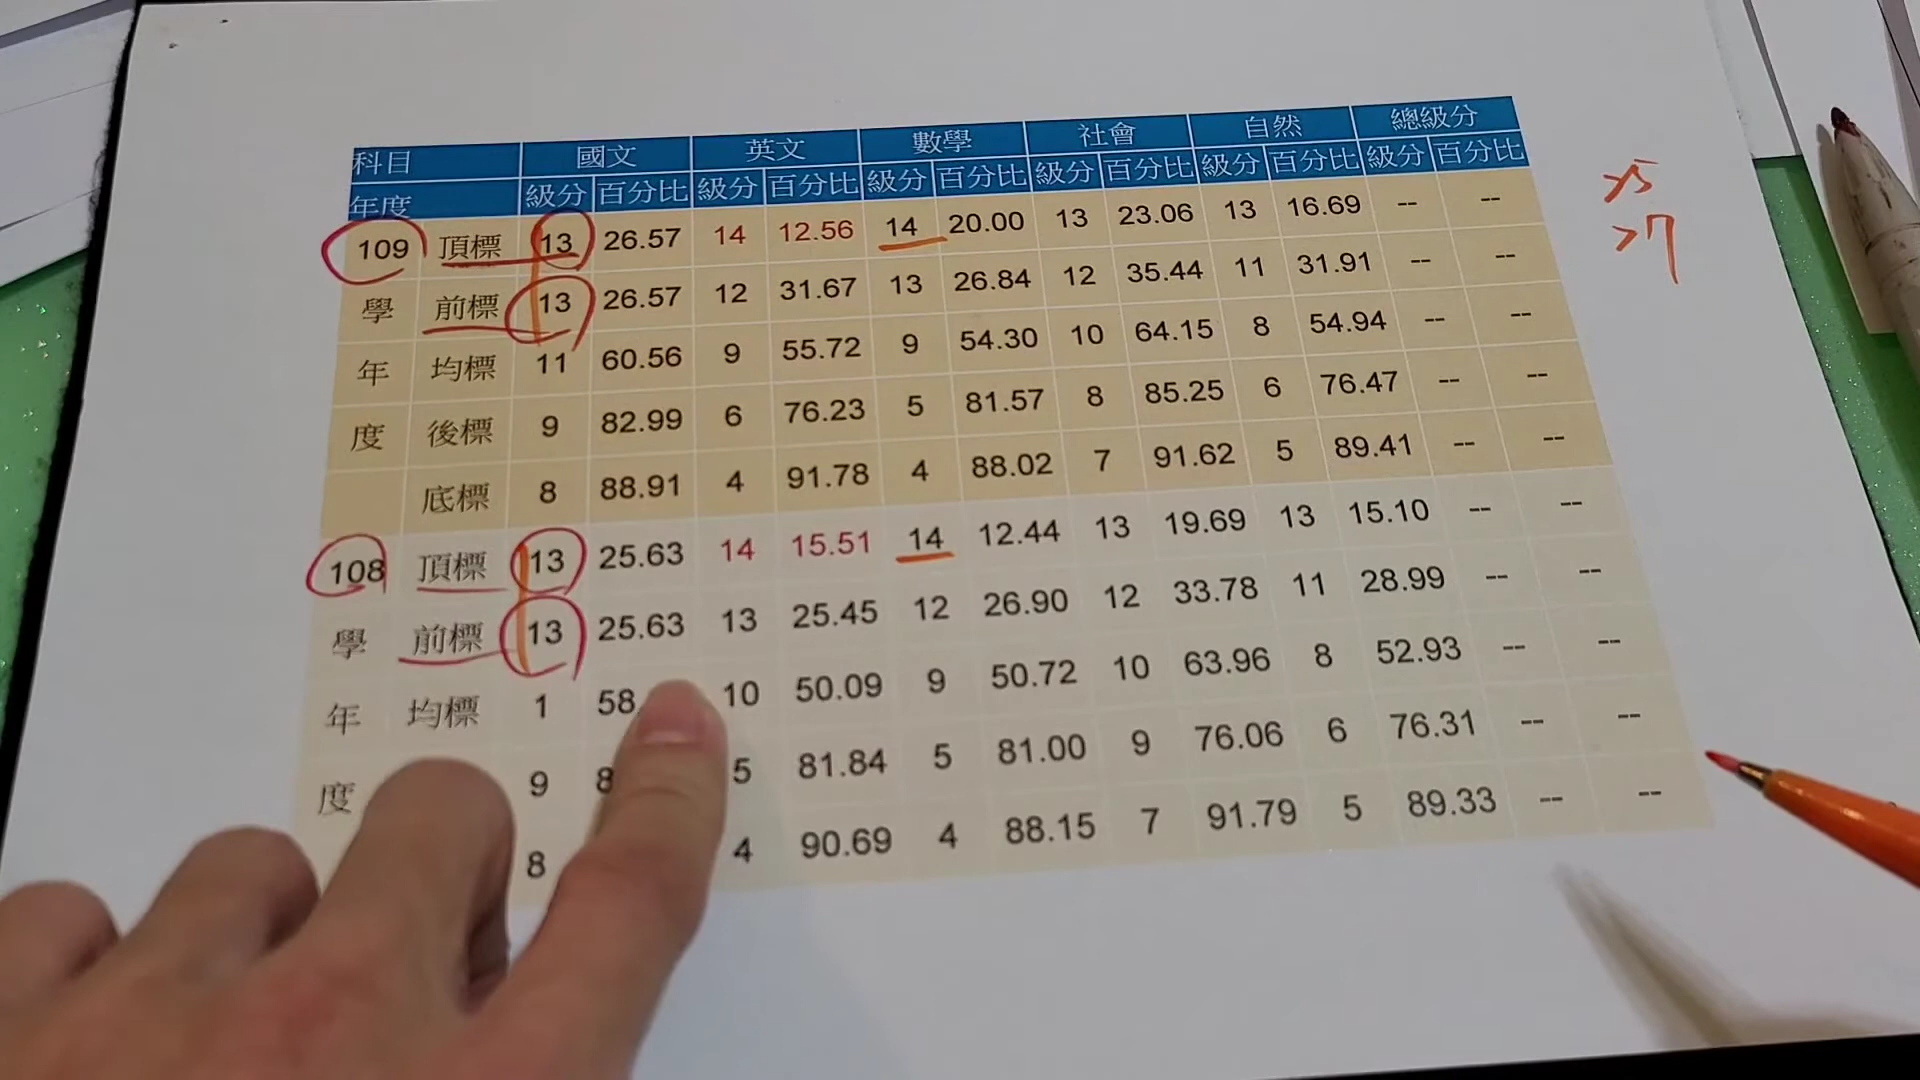 科目 國文 英文 數學 社會 自然 總級分
年度 級分 百分比 級分 百分比 級分 百分比 級分 百分比 級分 百分比 級分 百分比
109 頂標 13 26.57 14 12.56 14 20.00 13 23.06 13 16.69 -- --
學 前標 13 26.57 12 31.67 13 26.84 12 35.44 11 31.91 -- --
年 均標 11 60.56 9 55.72 9 54.30 10 64.15 8 54.94 -- --
度 後標 9 82.99 6 76.23 5 81.57 8 85.25 6 76.47 -- --
底標 8 88.91 4 91.78 4 88.02 7 91.62 5 89.41 -- --
108 頂標 13 25.63 14 15.51 14 12.44 13 19.69 13 15.10 -- --
學 前標 13 25.63 13 25.45 12 26.90 12 33.78 11 28.99 -- --
年 均標 1 58. 10 50.09 9 50.72 10 63.96 8 52.93 -- --
度 9 8 5 81.84 5 81.00 9 76.06 6 76.31 -- --
8 4 90.69 4 88.15 7 91.79 5 89.33 -- --
>5
>7